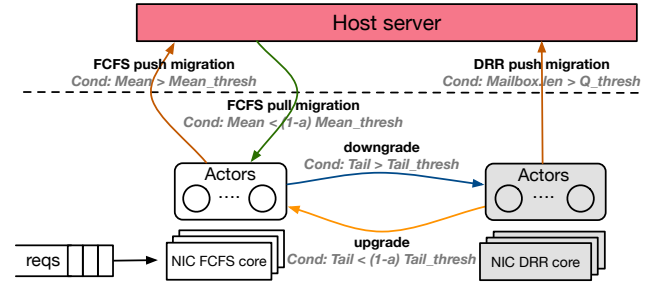 Host server
FCFS push migration
Cond: Mean > Mean_thresh
DRR push migration
Cond: Mailbox.len > Q_thresh
FCFS pull migration
Cond: Mean < (1-a) Mean_thresh
downgrade
Cond: Tail > Tail_thresh
Actors
....
Actors
....
upgrade
Cond: Tail < (1-a) Tail_thresh
reqs
NIC FCFS core
NIC DRR core